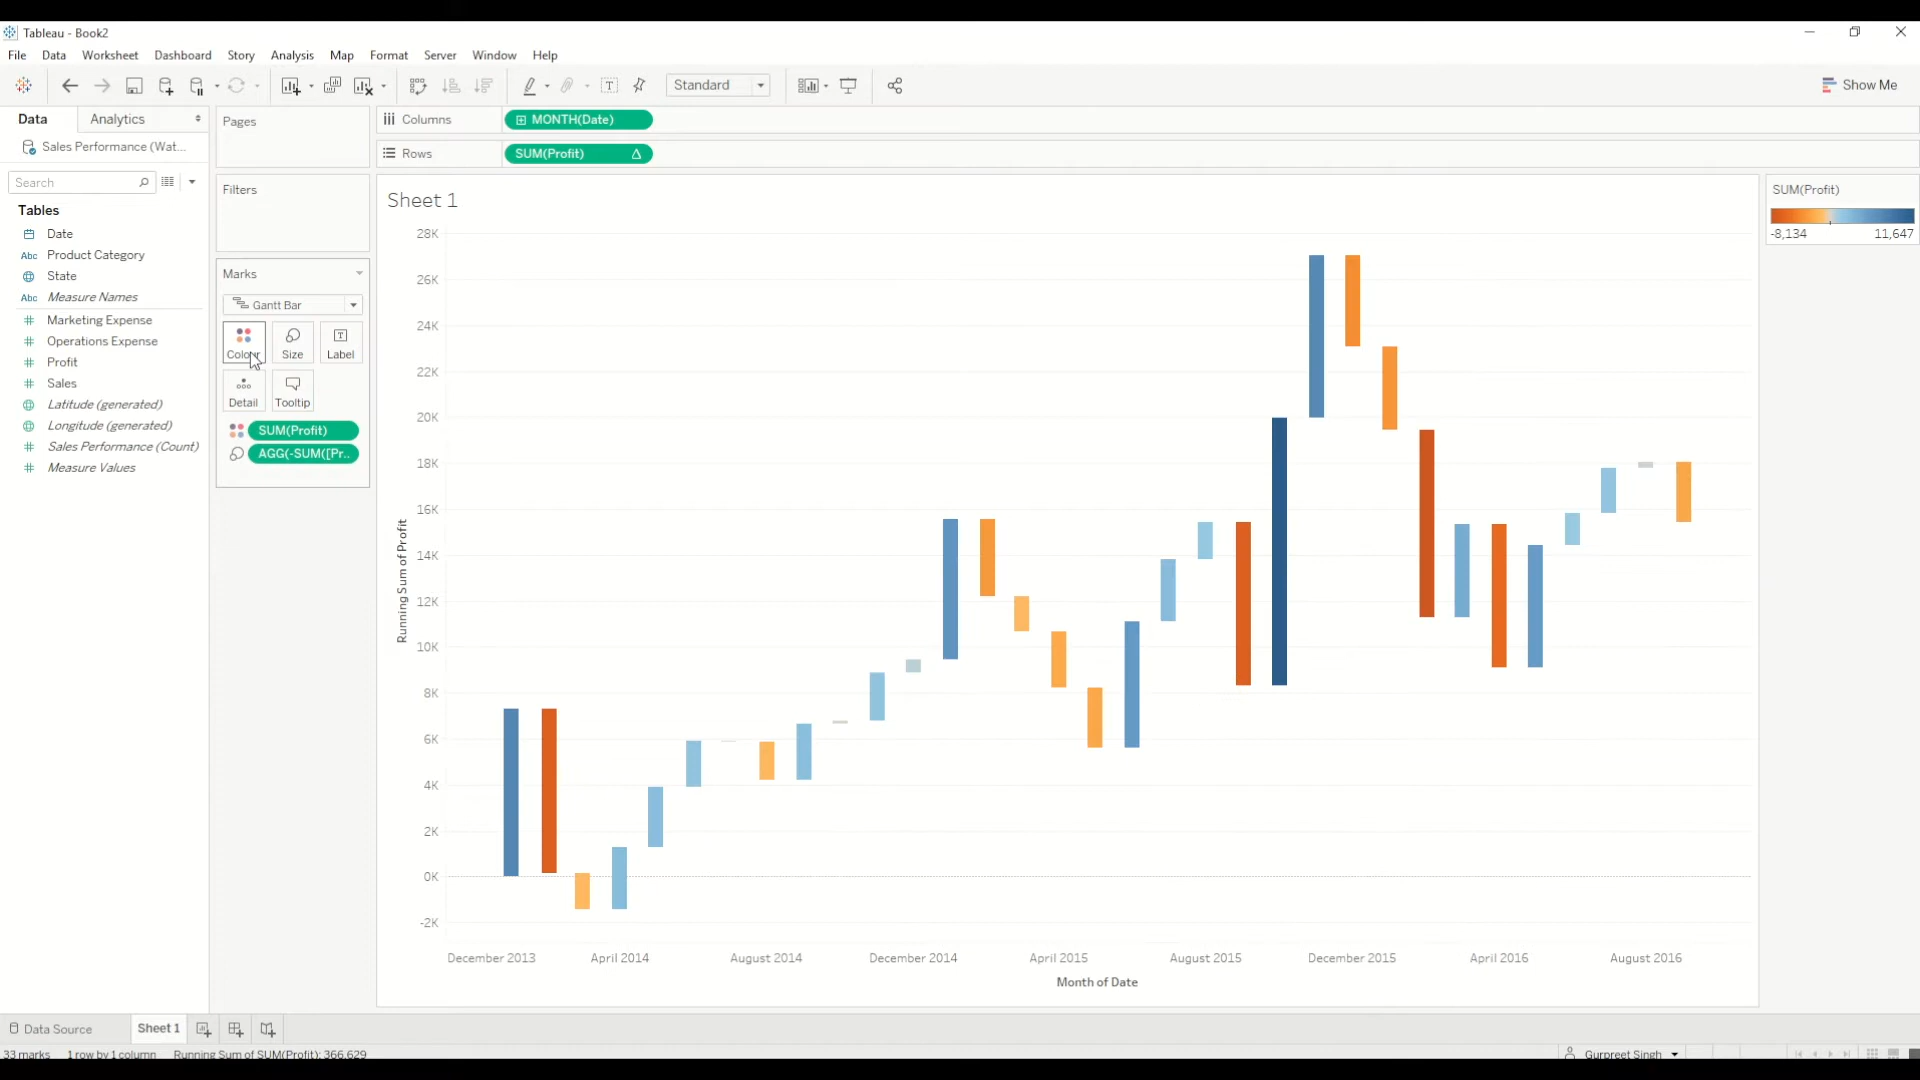 Tableau - Book2
File Data Worksheet Dashboard Story Analysis Map Format Server Window Help
Standard
Show Me
Data Analytics
Sales Performance (Wat...
Search
Tables
Date
Abc Product Category
State
Abc Measure Names
# Marketing Expense
# Operations Expense
# Profit
# Sales
Latitude (generated)
Longitude (generated)
# Sales Performance (Count)
# Measure Values
Pages
Filters
Marks
Gantt Bar
Colour Size Label
Detail Tooltip
SUM(Profit)
AGG(-SUM([Pr..
Columns MONTH(Date)
Rows SUM(Profit) Δ
Sheet 1
28K
26K
24K
22K
20K
18K
16K
14K
12K
10K
8K
6K
4K
2K
0K
-2K
Running Sum of Profit
December 2013 April 2014 August 2014 December 2014 April 2015 August 2015 December 2015 April 2016 August 2016
Month of Date
SUM(Profit)
-8,134 11,647
Data Source Sheet 1
33 marks 1 row by 1 column Running Sum of SUM(Profit): 366,629
Gurpreet Singh